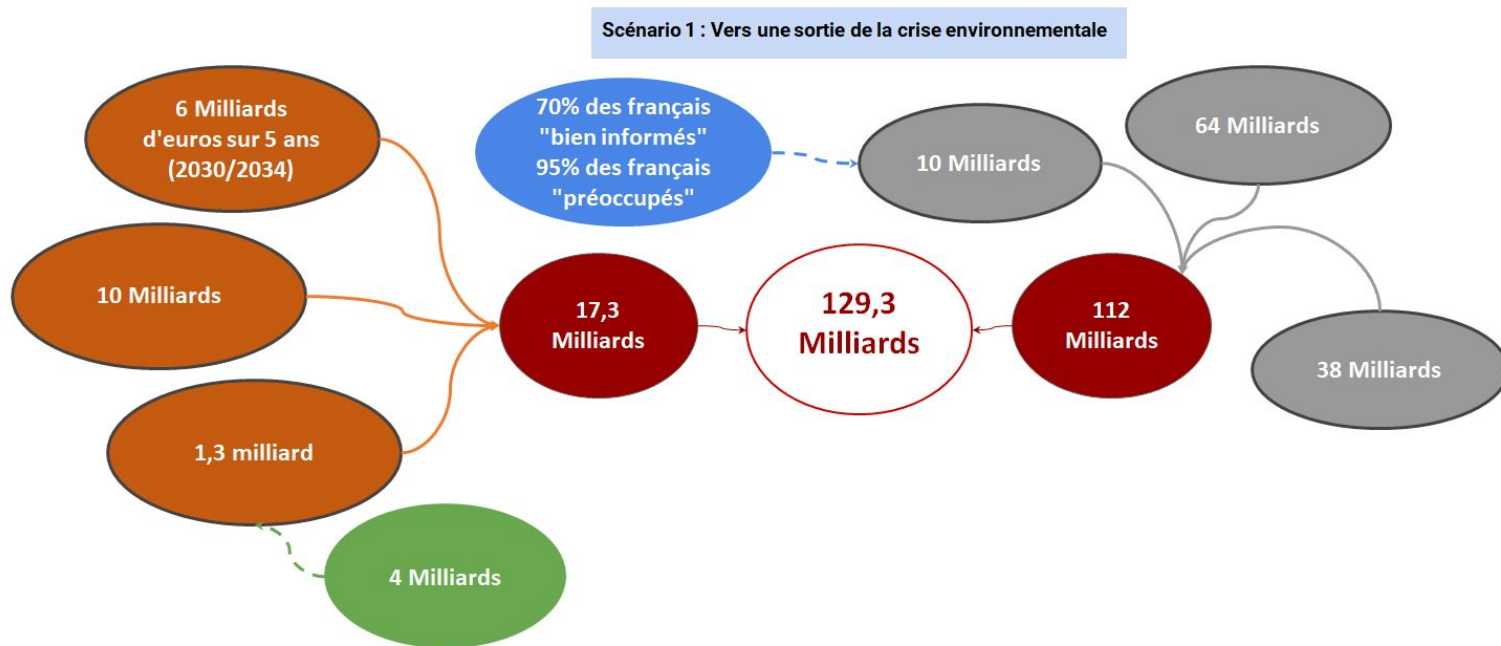 Scénario 1 : Vers une sortie de la crise environnementale
6 Milliards
d'euros sur 5 ans
(2030/2034)
70% des français
"bien informés"
95% des français
"préoccupés"
10 Milliards
64 Milliards
10 Milliards
17,3
Milliards
129,3
Milliards
112
Milliards
38 Milliards
1,3 milliard
4 Milliards